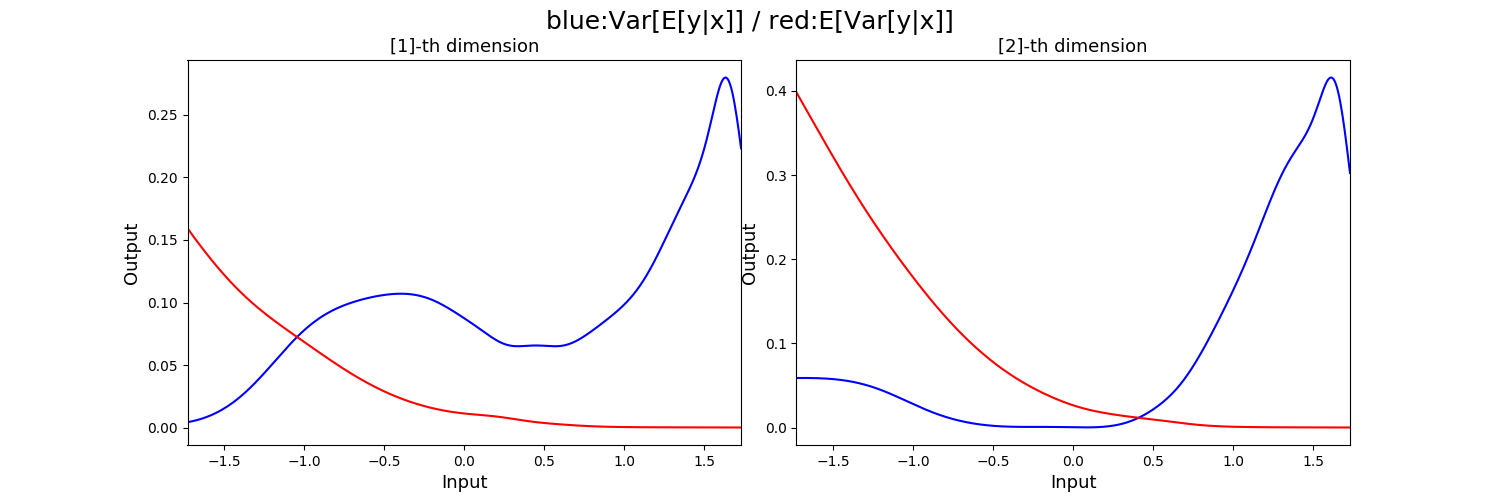 blue:Var[E[y|x]] / red:E[Var[y|x]]
[1]-th dimension
Output
0.25
0.20
0.15
0.10
0.05
0.00
−1.5 −1.0 −0.5 0.0 0.5 1.0 1.5
Input
[2]-th dimension
Output
0.4
0.3
0.2
0.1
0.0
−1.5 −1.0 −0.5 0.0 0.5 1.0 1.5
Input